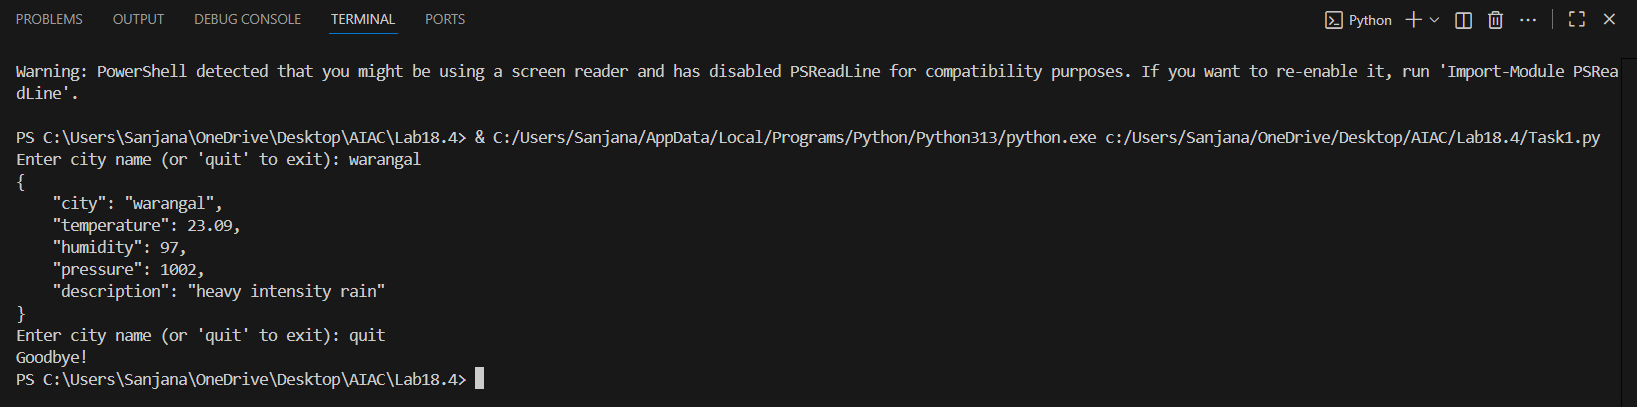 PROBLEMS OUTPUT DEBUG CONSOLE TERMINAL PORTS Python
Warning: PowerShell detected that you might be using a screen reader and has disabled PSReadLine for compatibility purposes. If you want to re-enable it, run 'Import-Module PSRea
dLine'.
PS C:\Users\Sanjana\OneDrive\Desktop\AIAC\Lab18.4> & C:/Users/Sanjana/AppData/Local/Programs/Python/Python313/python.exe c:/Users/Sanjana/OneDrive/Desktop/AIAC/Lab18.4/Task1.py
Enter city name (or 'quit' to exit): warangal
{
    "city": "warangal",
    "temperature": 23.09,
    "humidity": 97,
    "pressure": 1002,
    "description": "heavy intensity rain"
}
Enter city name (or 'quit' to exit): quit
Goodbye!
PS C:\Users\Sanjana\OneDrive\Desktop\AIAC\Lab18.4>